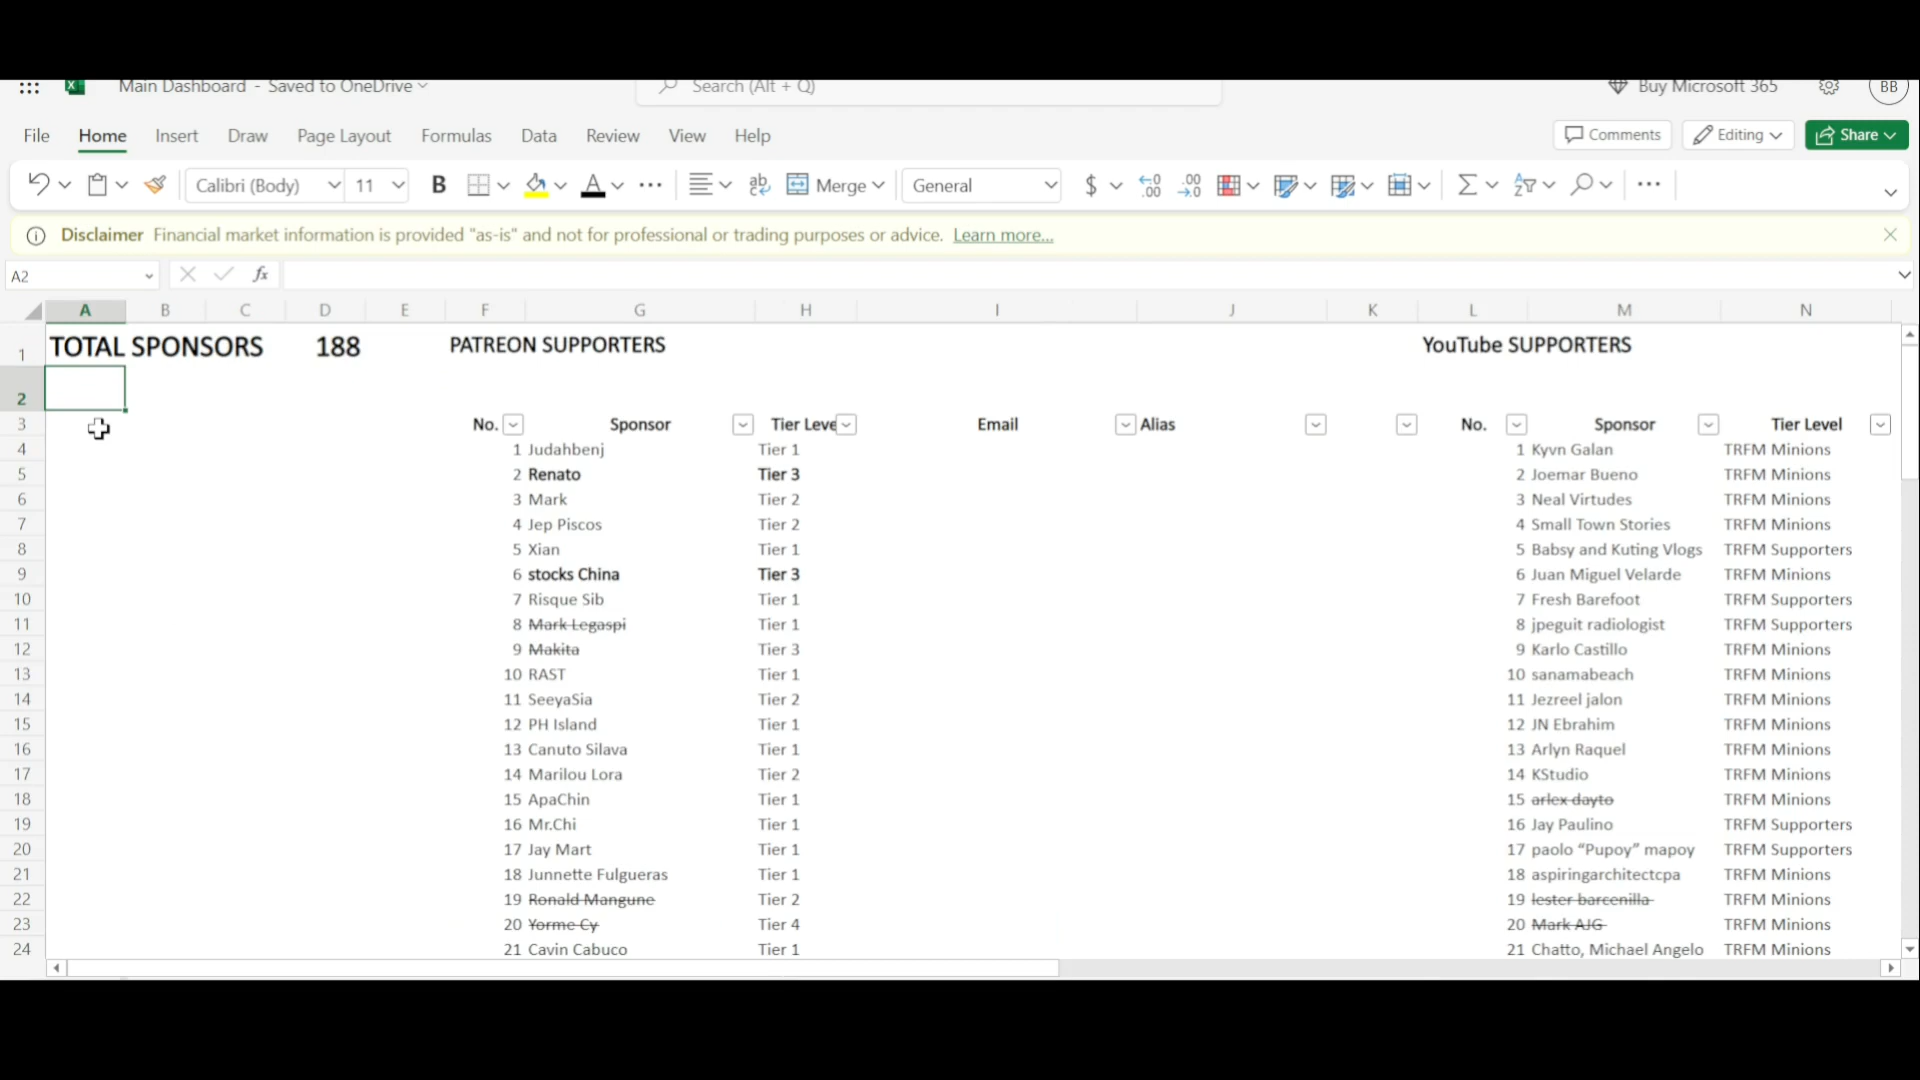 Main Dashboard - Saved to OneDrive
Search (Alt + Q)
Buy Microsoft 365
BB
File Home Insert Draw Page Layout Formulas Data Review View Help
Comments Editing Share
Calibri (Body) 11 B A ab Merge General $ .00 .00
Disclaimer Financial market information is provided "as-is" and not for professional or trading purposes or advice. Learn more...
A2 fx
A B C D E F G H I J K L M N
1 TOTAL SPONSORS 188 PATREON SUPPORTERS YouTube SUPPORTERS
2
3 No. Sponsor Tier Leve Email Alias No. Sponsor Tier Level
4 1 Judahbenj Tier 1 1 Kyvn Galan TRFM Minions
5 2 Renato Tier 3 2 Joemar Bueno TRFM Minions
6 3 Mark Tier 2 3 Neal Virtudes TRFM Minions
7 4 Jep Piscos Tier 2 4 Small Town Stories TRFM Minions
8 5 Xian Tier 1 5 Babsy and Kuting Vlogs TRFM Supporters
9 6 stocks China Tier 3 6 Juan Miguel Velarde TRFM Minions
10 7 Risque Sib Tier 1 7 Fresh Barefoot TRFM Supporters
11 8 Mark Legaspi Tier 1 8 jpeguit radiologist TRFM Supporters
12 9 Makita Tier 3 9 Karlo Castillo TRFM Minions
13 10 RAST Tier 1 10 sanamabeach TRFM Minions
14 11 SeeyaSia Tier 2 11 Jezreel jalon TRFM Minions
15 12 PH Island Tier 1 12 JN Ebrahim TRFM Minions
16 13 Canuto Silava Tier 1 13 Arlyn Raquel TRFM Minions
17 14 Marilou Lora Tier 2 14 KStudio TRFM Minions
18 15 ApaChin Tier 1 15 arlex dayto TRFM Minions
19 16 Mr.Chi Tier 1 16 Jay Paulino TRFM Supporters
20 17 Jay Mart Tier 1 17 paolo “Pupoy” mapoy TRFM Supporters
21 18 Junnette Fulgueras Tier 1 18 aspiringarchitectcpa TRFM Minions
22 19 Ronald Mangune Tier 2 19 lester barcenilla TRFM Minions
23 20 Yorme Cy Tier 4 20 Mark AJG TRFM Minions
24 21 Cavin Cabuco Tier 1 21 Chatto, Michael Angelo TRFM Minions